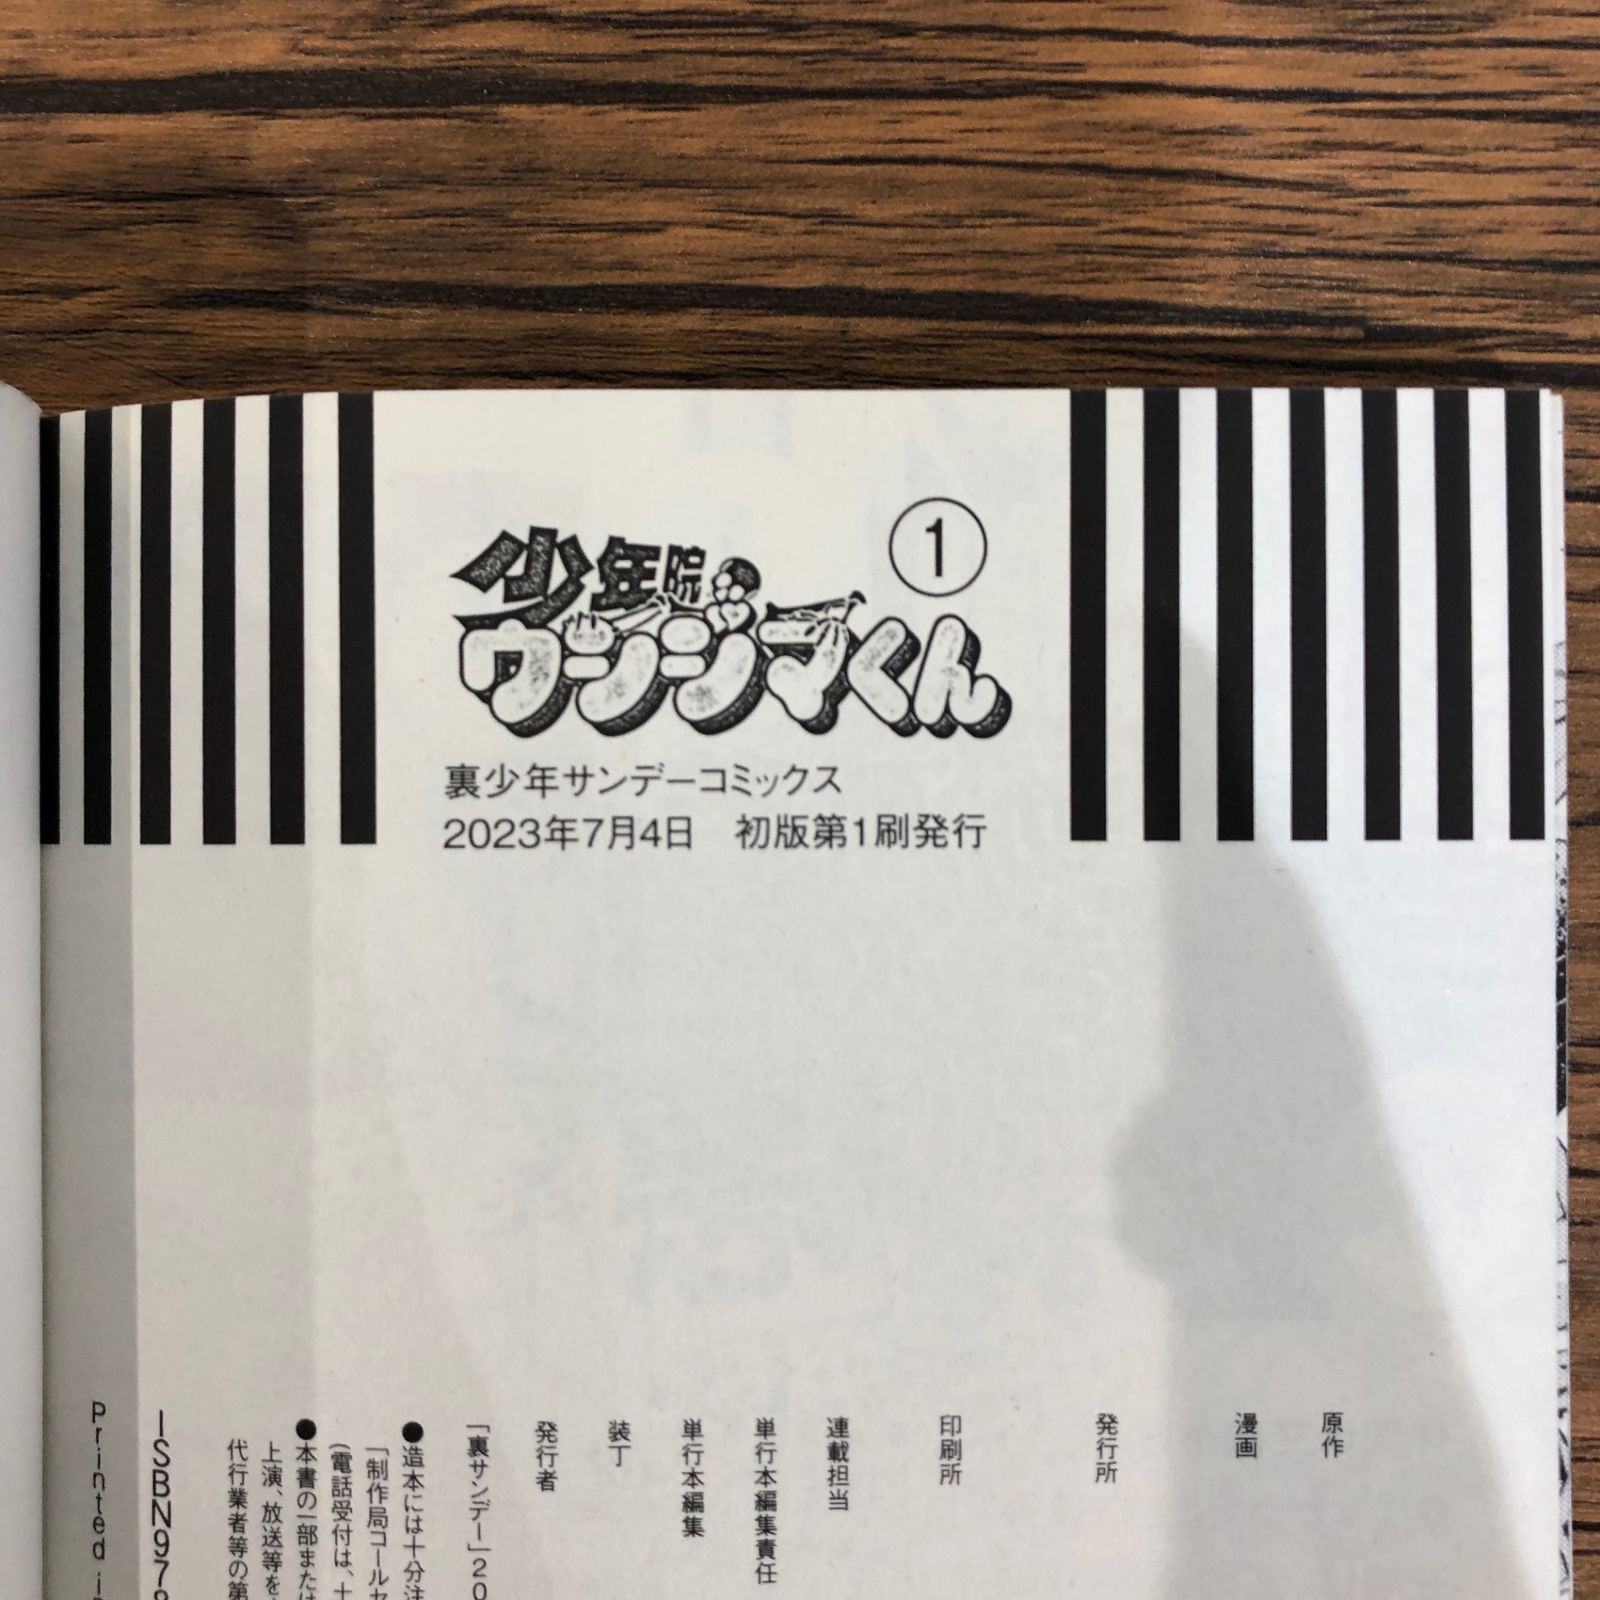 少年院
ウシジマくん
①
裏少年サンデーコミックス
2023年7月4日　初版第1刷発行
原作
漫画
発行所
印刷所
連載担当
単行本編集責任
単行本編集
装丁
発行者
「裏サンデー」20
●造本には十分注
「制作局コールセ
(電話受付は、土
●本書の一部または
上演、放送等を
代行業者等の第
ISBN978
Printed i